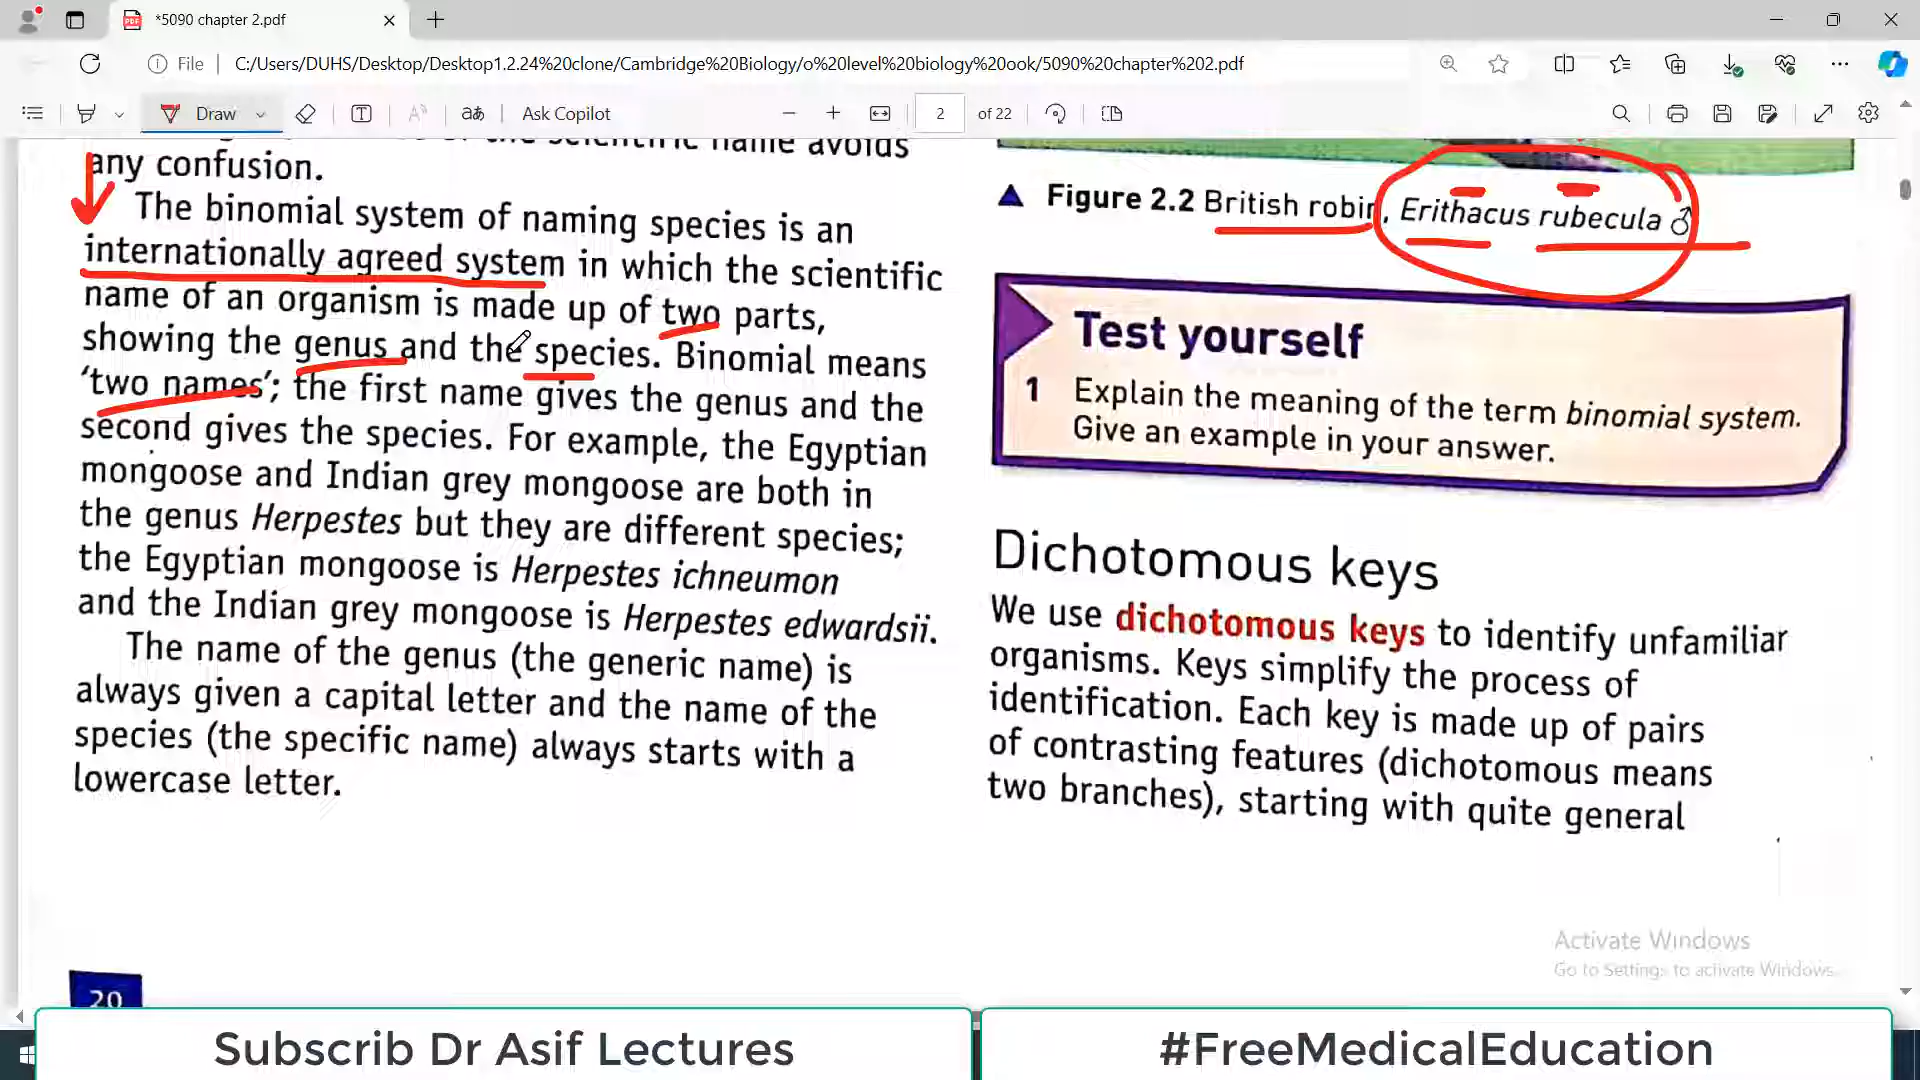 *5090 chapter 2.pdf
File
C:/Users/DUHS/Desktop/Desktop1.2.24%20clone/Cambridge%20Biology/o%20level%20biology%20ook/5090%20chapter%202.pdf
Draw
Ask Copilot
2 of 22
the scientific name avoids
any confusion.
The binomial system of naming species is an
internationally agreed system in which the scientific
name of an organism is made up of two parts,
showing the genus and the species. Binomial means
‘two names’; the first name gives the genus and the
second gives the species. For example, the Egyptian
mongoose and Indian grey mongoose are both in
the genus Herpestes but they are different species;
the Egyptian mongoose is Herpestes ichneumon
and the Indian grey mongoose is Herpestes edwardsii.
The name of the genus (the generic name) is
always given a capital letter and the name of the
species (the specific name) always starts with a
lowercase letter.
20
▲ Figure 2.2 British robin, Erithacus rubecula ♂
Test yourself
1 Explain the meaning of the term binomial system.
Give an example in your answer.
Dichotomous keys
We use dichotomous keys to identify unfamiliar
organisms. Keys simplify the process of
identification. Each key is made up of pairs
of contrasting features (dichotomous means
two branches), starting with quite general
Activate Windows
Go to Settings to activate Windows.
Subscrib Dr Asif Lectures
#FreeMedicalEducation